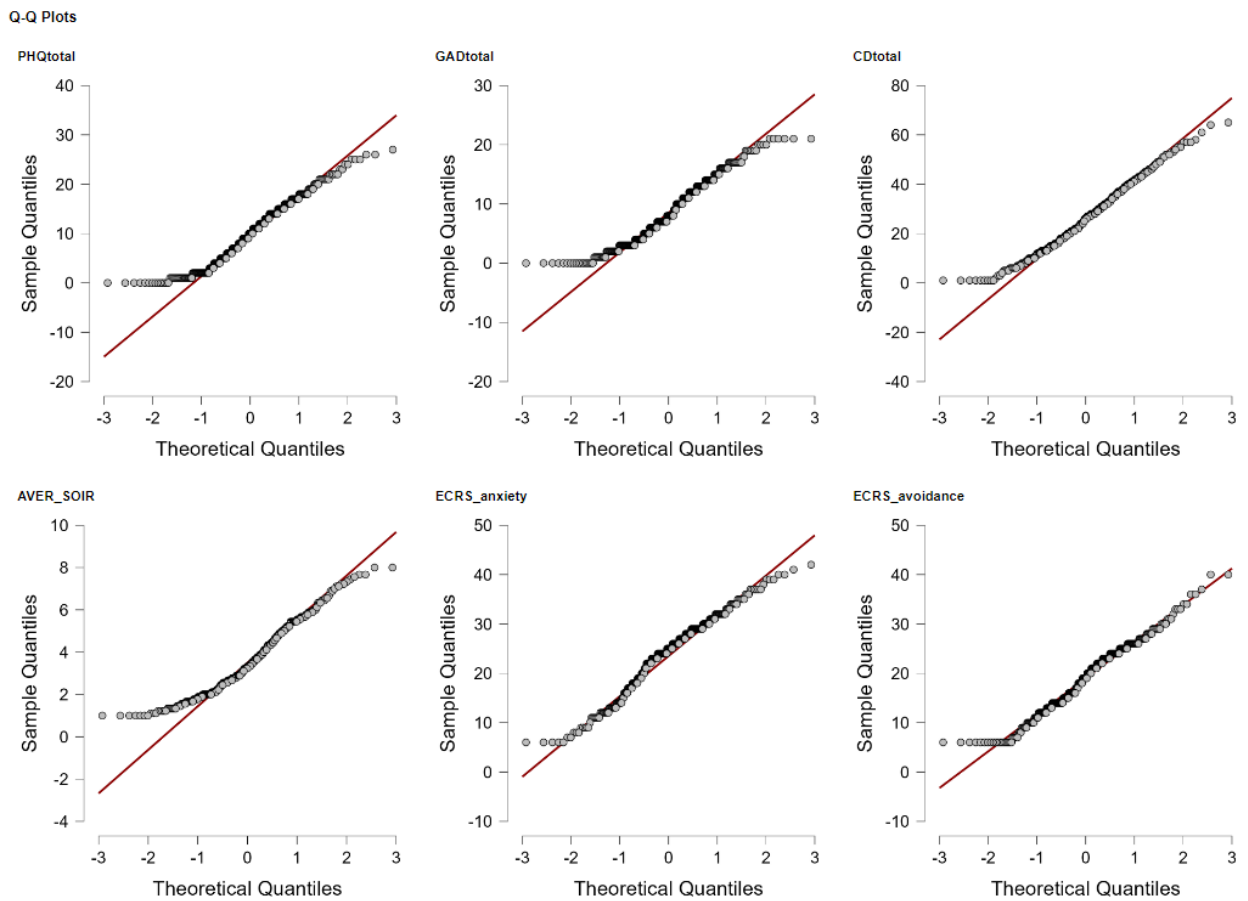 Q-Q Plots
PHQtotal
GADtotal
CDtotal
40
30
20
10
0
-10
-20
Sample Quantiles
-3 -2 -1 0 1 2 3
Theoretical Quantiles
30
20
10
0
-10
-20
Sample Quantiles
-3 -2 -1 0 1 2 3
Theoretical Quantiles
80
60
40
20
0
-20
-40
Sample Quantiles
-3 -2 -1 0 1 2 3
Theoretical Quantiles
AVER_SOIR
ECRS_anxiety
ECRS_avoidance
10
8
6
4
2
0
-2
-4
Sample Quantiles
-3 -2 -1 0 1 2 3
Theoretical Quantiles
50
40
30
20
10
0
-10
Sample Quantiles
-3 -2 -1 0 1 2 3
Theoretical Quantiles
50
40
30
20
10
0
-10
Sample Quantiles
-3 -2 -1 0 1 2 3
Theoretical Quantiles